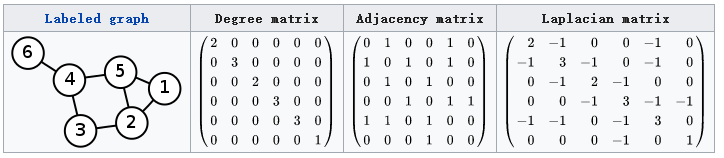 Labeled graph Degree matrix Adjacency matrix Laplacian matrix
6
4
5
1
3
2
2 0 0 0 0 0
0 3 0 0 0 0
0 0 2 0 0 0
0 0 0 3 0 0
0 0 0 0 3 0
0 0 0 0 0 1
0 1 0 0 1 0
1 0 1 0 1 0
0 1 0 1 0 0
0 0 1 0 1 1
1 1 0 1 0 0
0 0 0 1 0 0
2 −1 0 0 −1 0
−1 3 −1 0 −1 0
0 −1 2 −1 0 0
0 0 −1 3 −1 −1
−1 −1 0 −1 3 0
0 0 0 −1 0 1